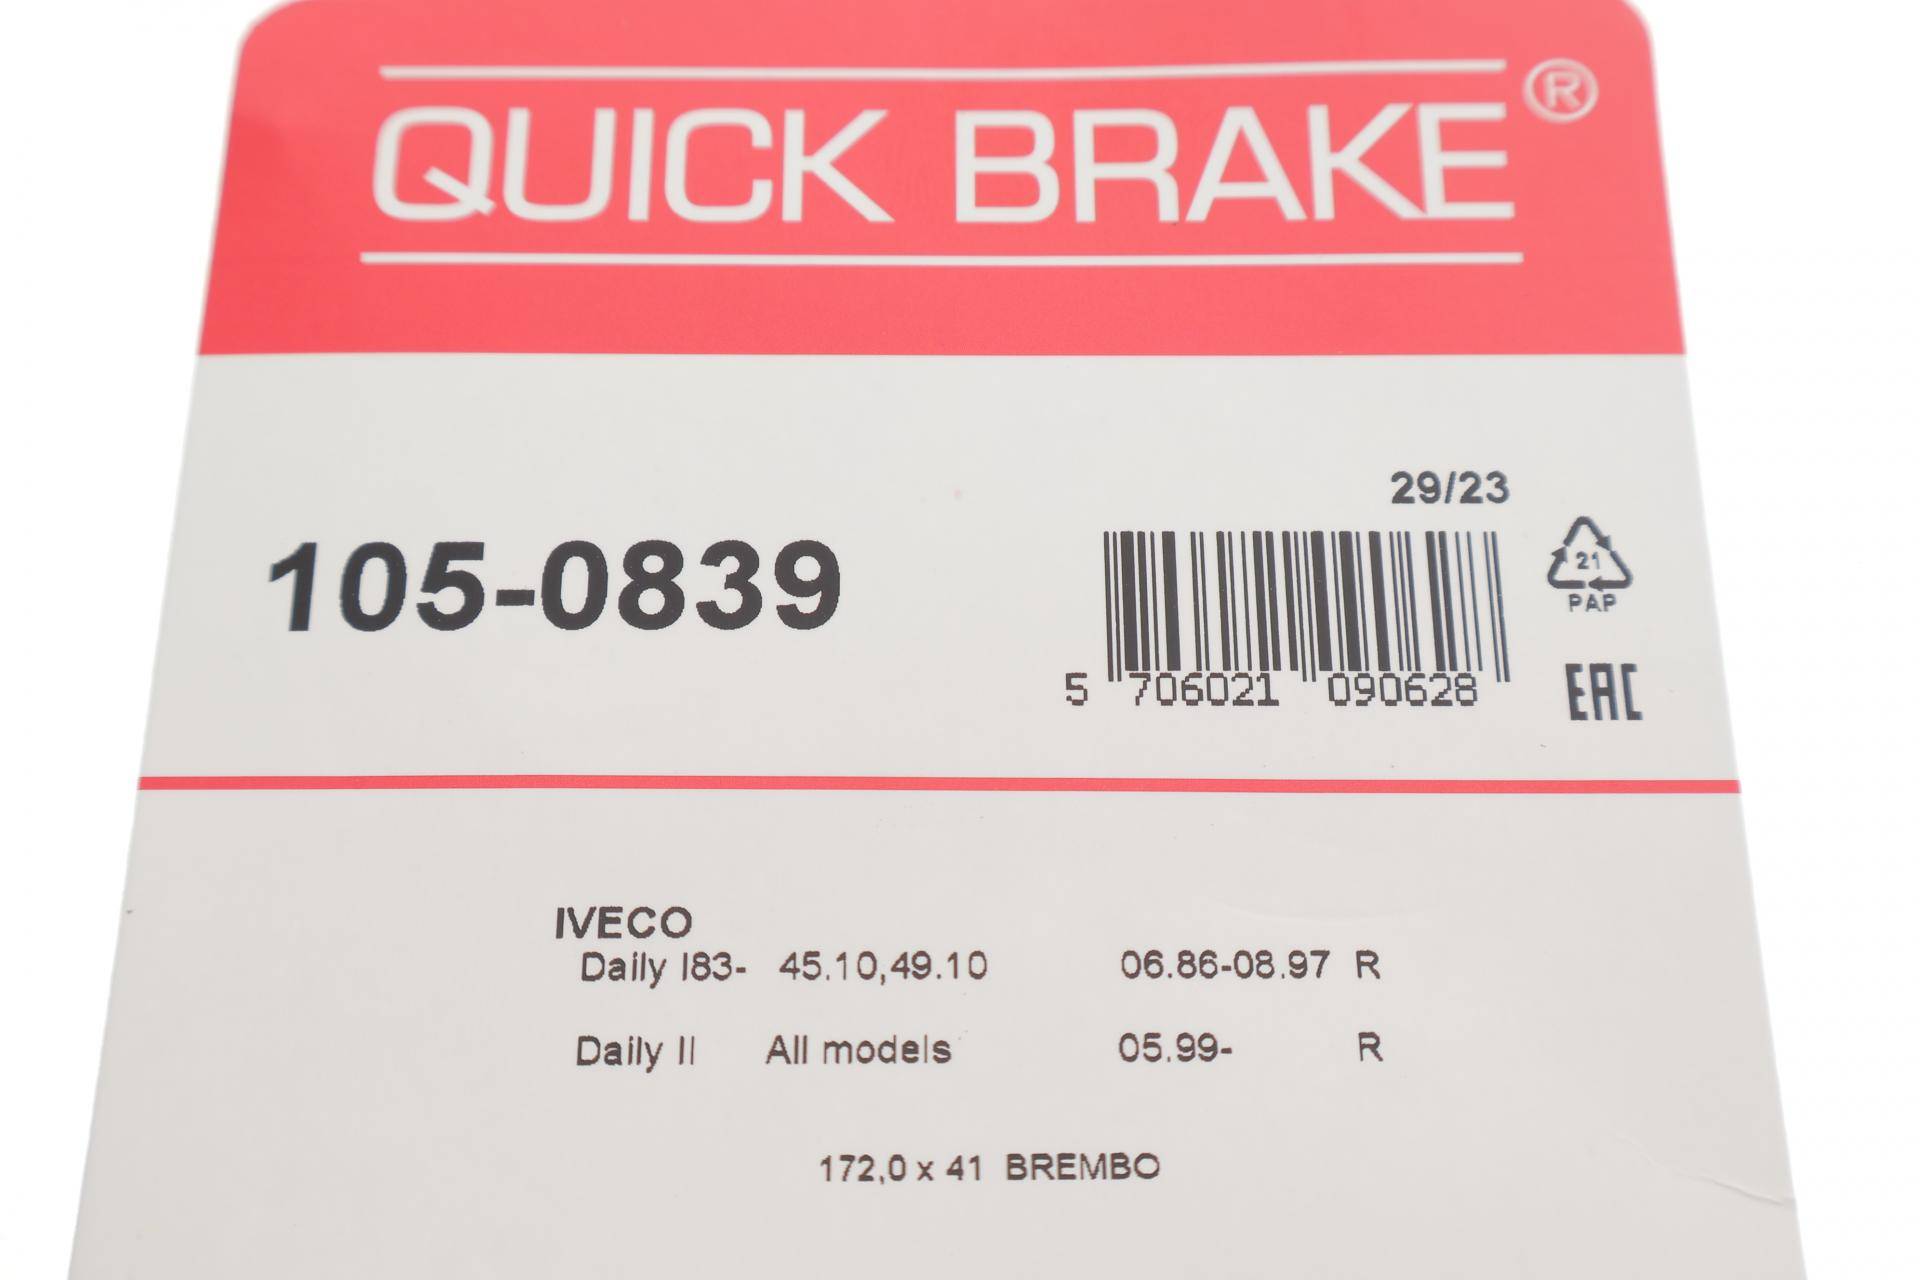 QUICK BRAKE®
29/23
105-0839
21
PAP
5 706021 090628
EAC
IVECO
Daily I83- 45.10,49.10 06.86-08.97 R
Daily II All models 05.99- R
172,0 x 41 BREMBO